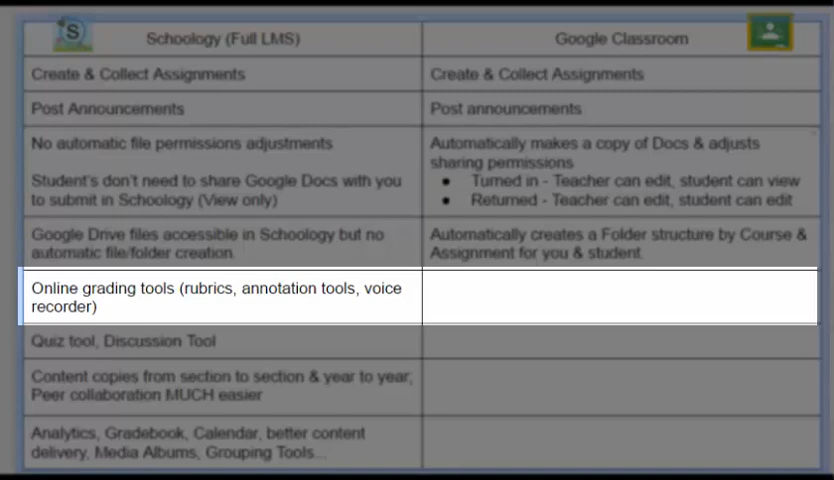 S
Schoology (Full LMS)
Google Classroom
Create & Collect Assignments
Create & Collect Assignments
Post Announcements
Post announcements
No automatic file permissions adjustments
Student's don't need to share Google Docs with you
to submit in Schoology (View only)
Automatically makes a copy of Docs & adjusts
sharing permissions
● Turned in - Teacher can edit, student can view
● Returned - Teacher can edit, student can edit
Google Drive files accessible in Schoology but no
automatic file/folder creation.
Automatically creates a Folder structure by Course &
Assignment for you & student.
Online grading tools (rubrics, annotation tools, voice
recorder)
Quiz tool, Discussion Tool
Content copies from section to section & year to year;
Peer collaboration MUCH easier
Analytics, Gradebook, Calendar, better content
delivery, Media Albums, Grouping Tools...